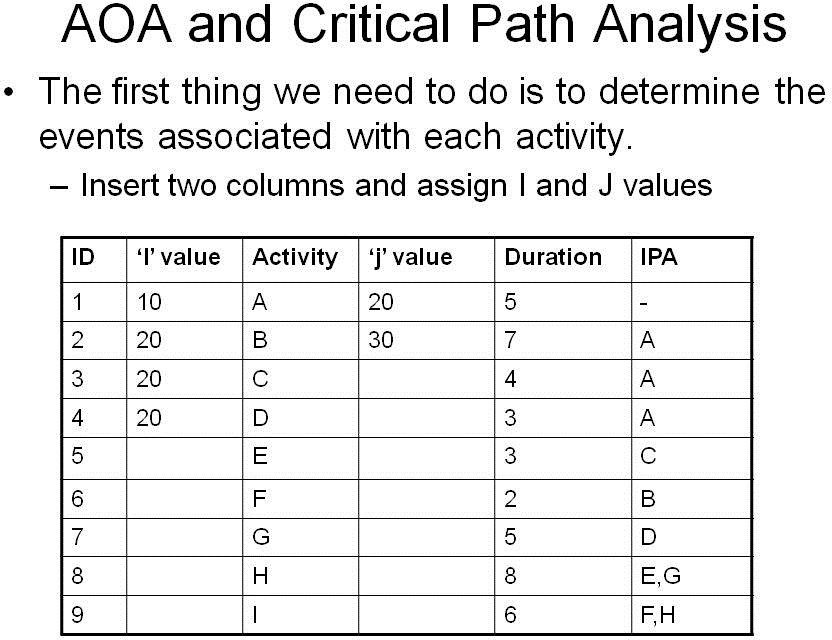 AOA and Critical Path Analysis
• The first thing we need to do is to determine the
events associated with each activity.
– Insert two columns and assign I and J values
ID 'I' value Activity 'j' value Duration IPA
1 10 A 20 5 -
2 20 B 30 7 A
3 20 C 4 A
4 20 D 3 A
5 E 3 C
6 F 2 B
7 G 5 D
8 H 8 E,G
9 I 6 F,H